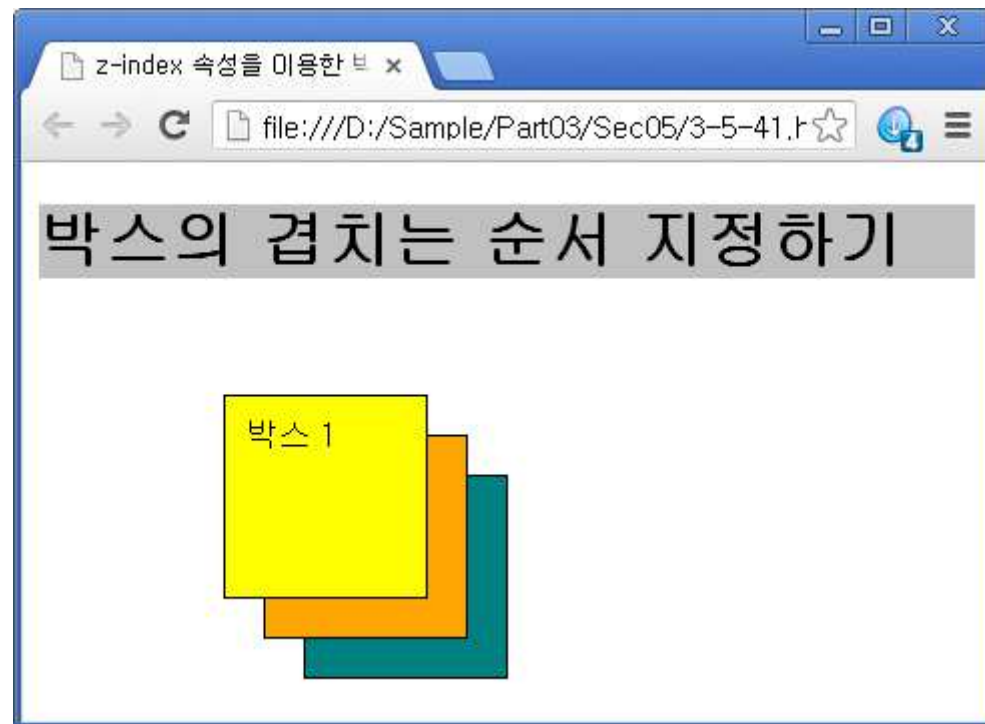 z-index 속성을 이용한
file:///D:/Sample/Part03/Sec05/3-5-41.h
박스의 겹치는 순서 지정하기
박스 1